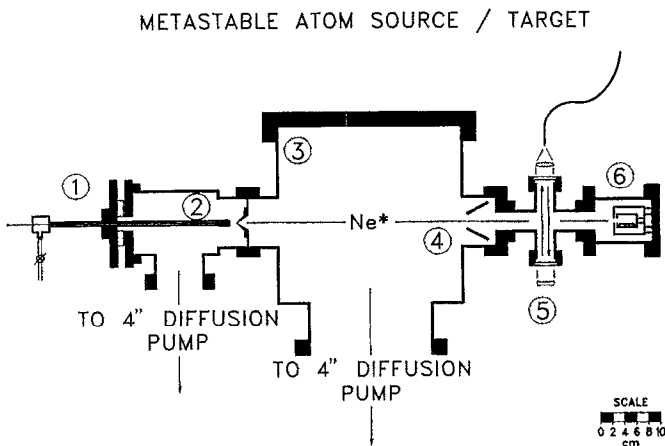 METASTABLE ATOM SOURCE / TARGET
1
2
3
4
5
6
Ne*
TO 4" DIFFUSION
PUMP
TO 4" DIFFUSION
PUMP
SCALE
0 2 4 6 8 10
cm